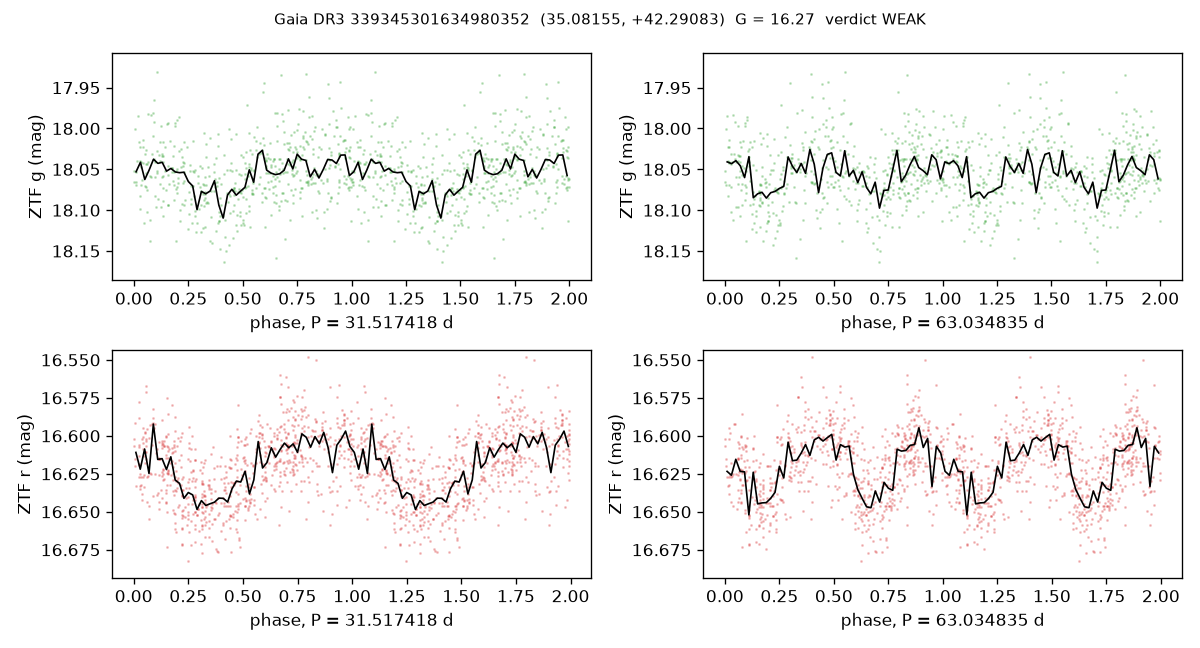 Gaia DR3 339345301634980352  (35.08155, +42.29083)  G = 16.27  verdict WEAK
ZTF g (mag)
17.95
18.00
18.05
18.10
18.15
0.00 0.25 0.50 0.75 1.00 1.25 1.50 1.75 2.00
phase, P = 31.517418 d
ZTF g (mag)
17.95
18.00
18.05
18.10
18.15
0.00 0.25 0.50 0.75 1.00 1.25 1.50 1.75 2.00
phase, P = 63.034835 d
ZTF r (mag)
16.550
16.575
16.600
16.625
16.650
16.675
0.00 0.25 0.50 0.75 1.00 1.25 1.50 1.75 2.00
phase, P = 31.517418 d
ZTF r (mag)
16.550
16.575
16.600
16.625
16.650
16.675
0.00 0.25 0.50 0.75 1.00 1.25 1.50 1.75 2.00
phase, P = 63.034835 d